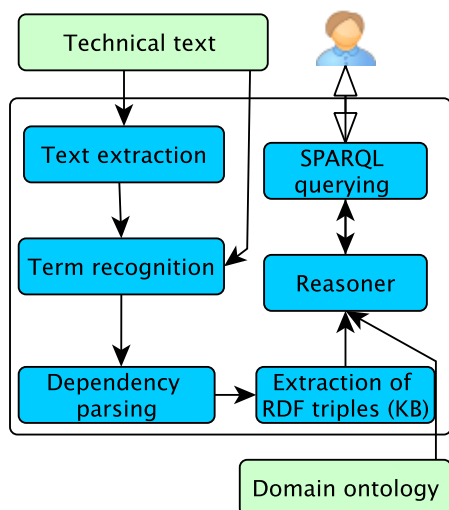 Technical text
Text extraction
SPARQL
querying
Term recognition
Reasoner
Dependency
parsing
Extraction of
RDF triples (KB)
Domain ontology